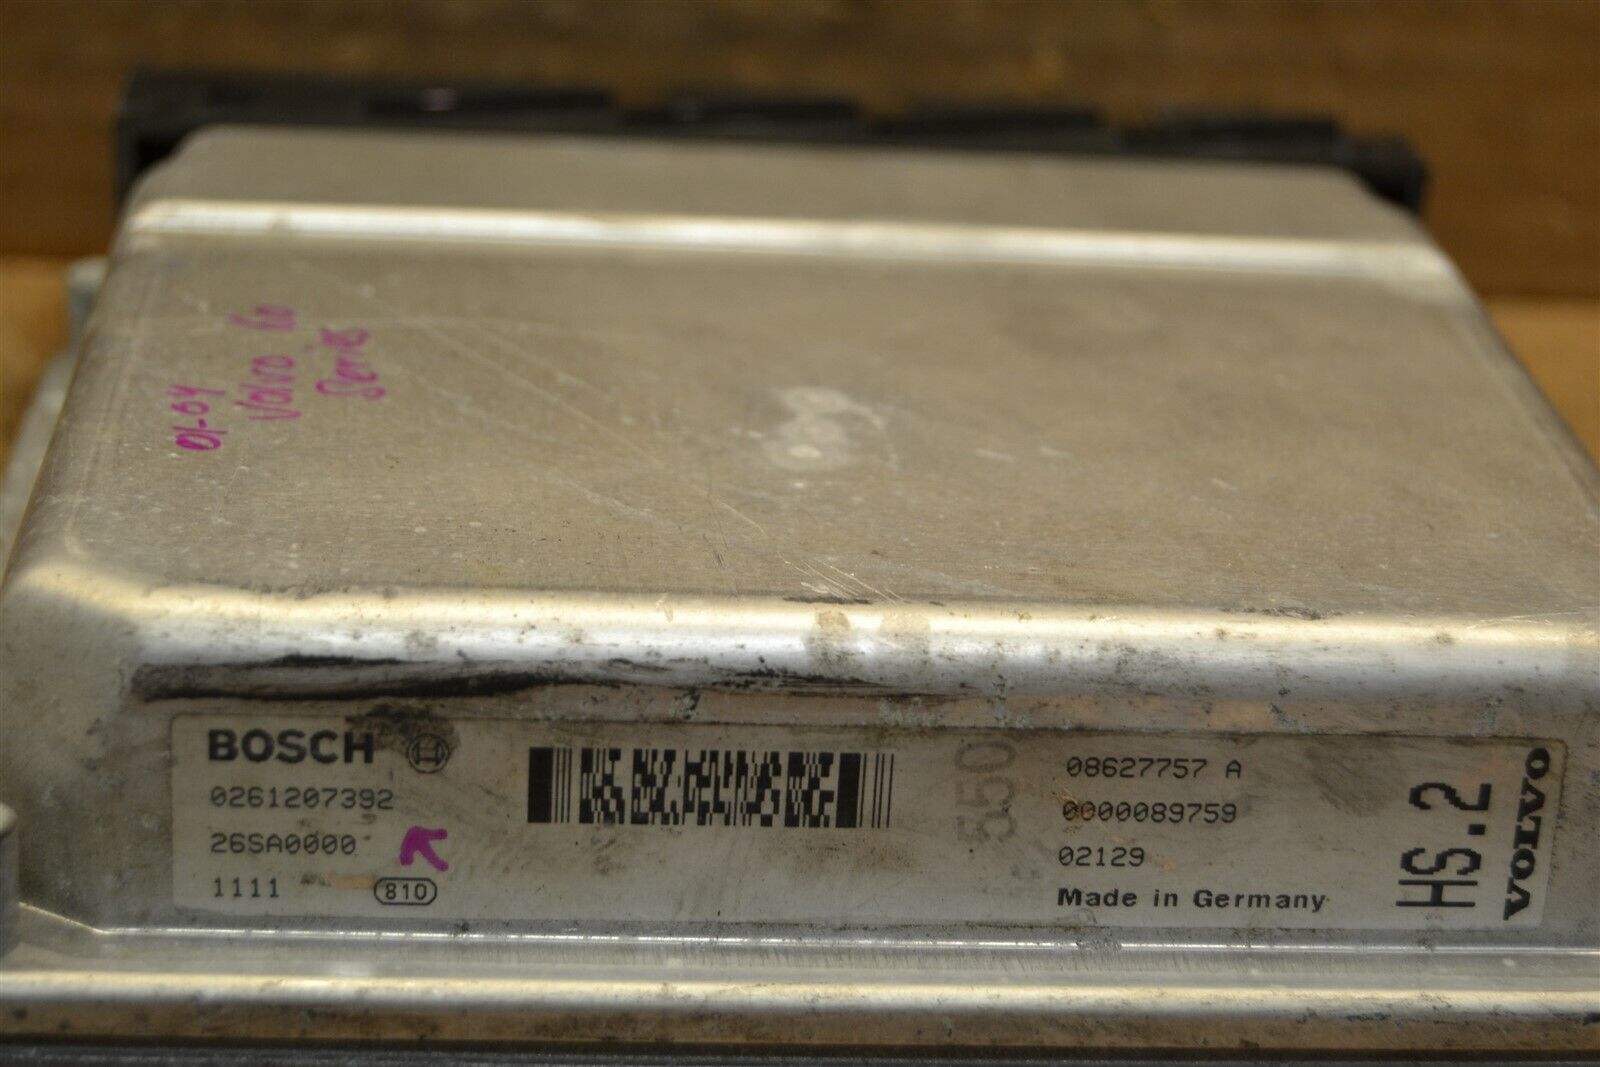 01-04
Volvo 60
Series
BOSCH
0261207392
26SA0000
1111 810
550
08627757 A
0000089759
02129
Made in Germany
HS.2
VOLVO